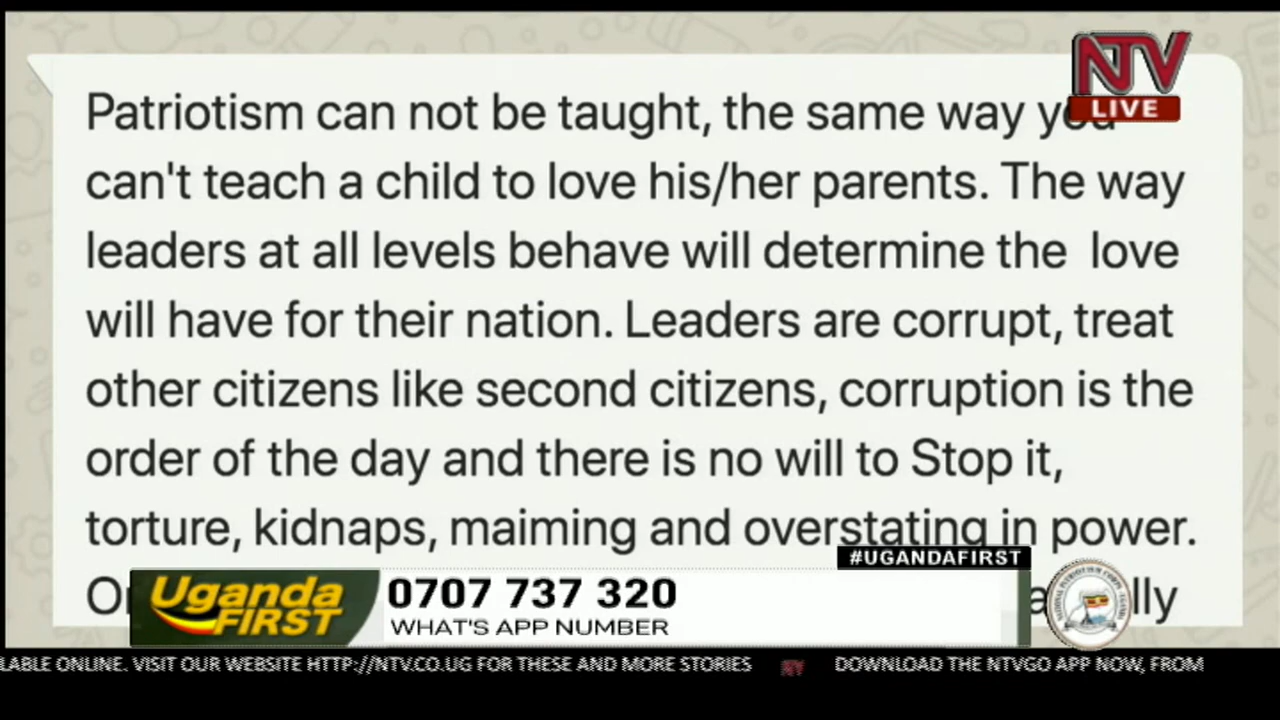 NTV
LIVE
Patriotism can not be taught, the same way you
can't teach a child to love his/her parents. The way
leaders at all levels behave will determine the  love
will have for their nation. Leaders are corrupt, treat
other citizens like second citizens, corruption is the
order of the day and there is no will to Stop it,
torture, kidnaps, maiming and overstating in power.
#UGANDAFIRST
Uganda
FIRST
0707 737 320
WHAT'S APP NUMBER
LABLE ONLINE. VISIT OUR WEBSITE HTTP://NTV.CO.UG FOR THESE AND MORE STORIES NTV DOWNLOAD THE NTVGO APP NOW, FROM